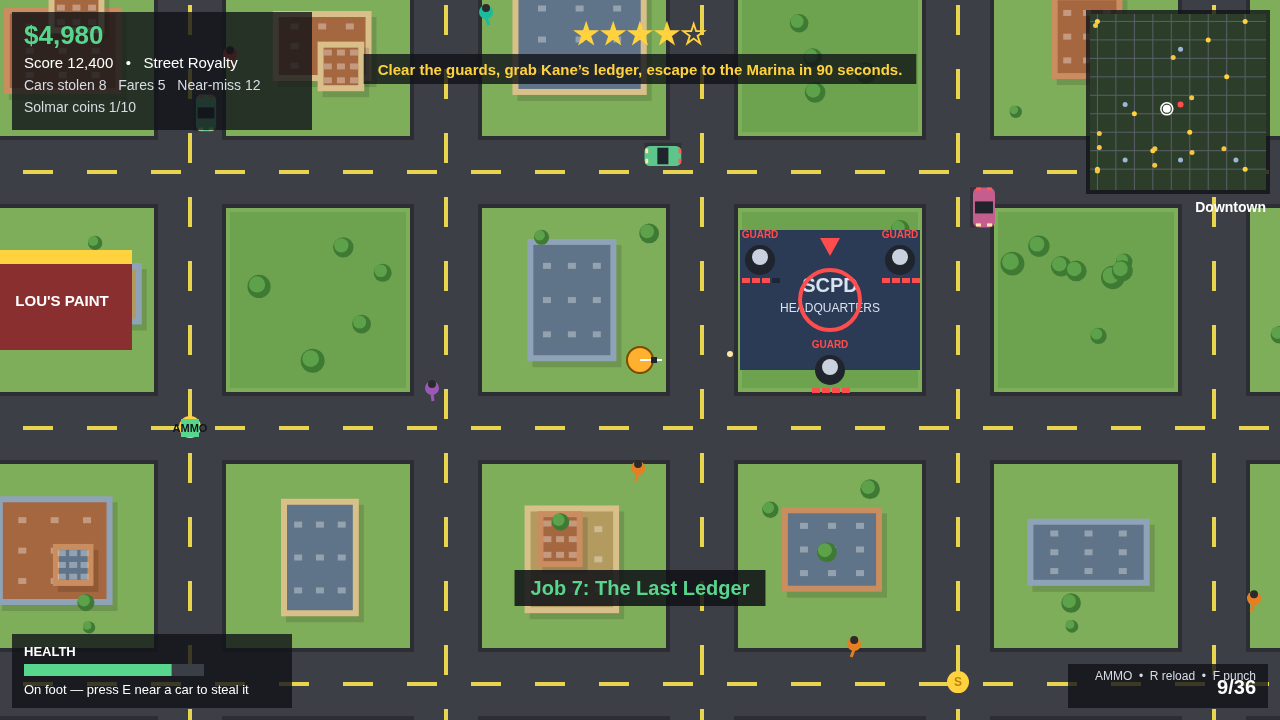 $4,980
Score 12,400 • Street Royalty
Cars stolen 8 Fares 5 Near-miss 12
Solmar coins 1/10
★★★★☆
Clear the guards, grab Kane's ledger, escape to the Marina in 90 seconds.
Downtown
GUARD
GUARD
SCPD
HEADQUARTERS
GUARD
LOU'S PAINT
AMMO
Job 7: The Last Ledger
HEALTH
On foot — press E near a car to steal it
S
AMMO • R reload • F punch
9/36